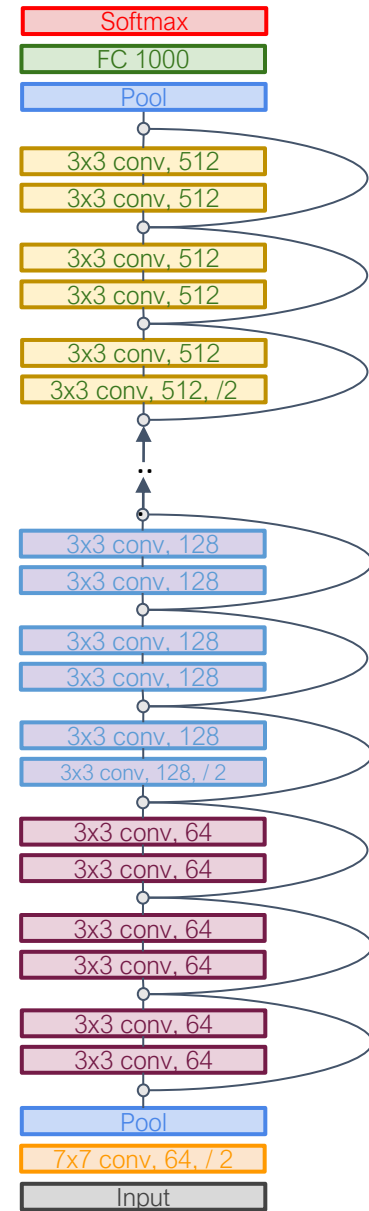 Softmax
FC 1000
Pool
3x3 conv, 512
3x3 conv, 512
3x3 conv, 512
3x3 conv, 512
3x3 conv, 512
3x3 conv, 512, /2
..
.
3x3 conv, 128
3x3 conv, 128
3x3 conv, 128
3x3 conv, 128
3x3 conv, 128
3x3 conv, 128, / 2
3x3 conv, 64
3x3 conv, 64
3x3 conv, 64
3x3 conv, 64
3x3 conv, 64
3x3 conv, 64
Pool
7x7 conv, 64, / 2
Input